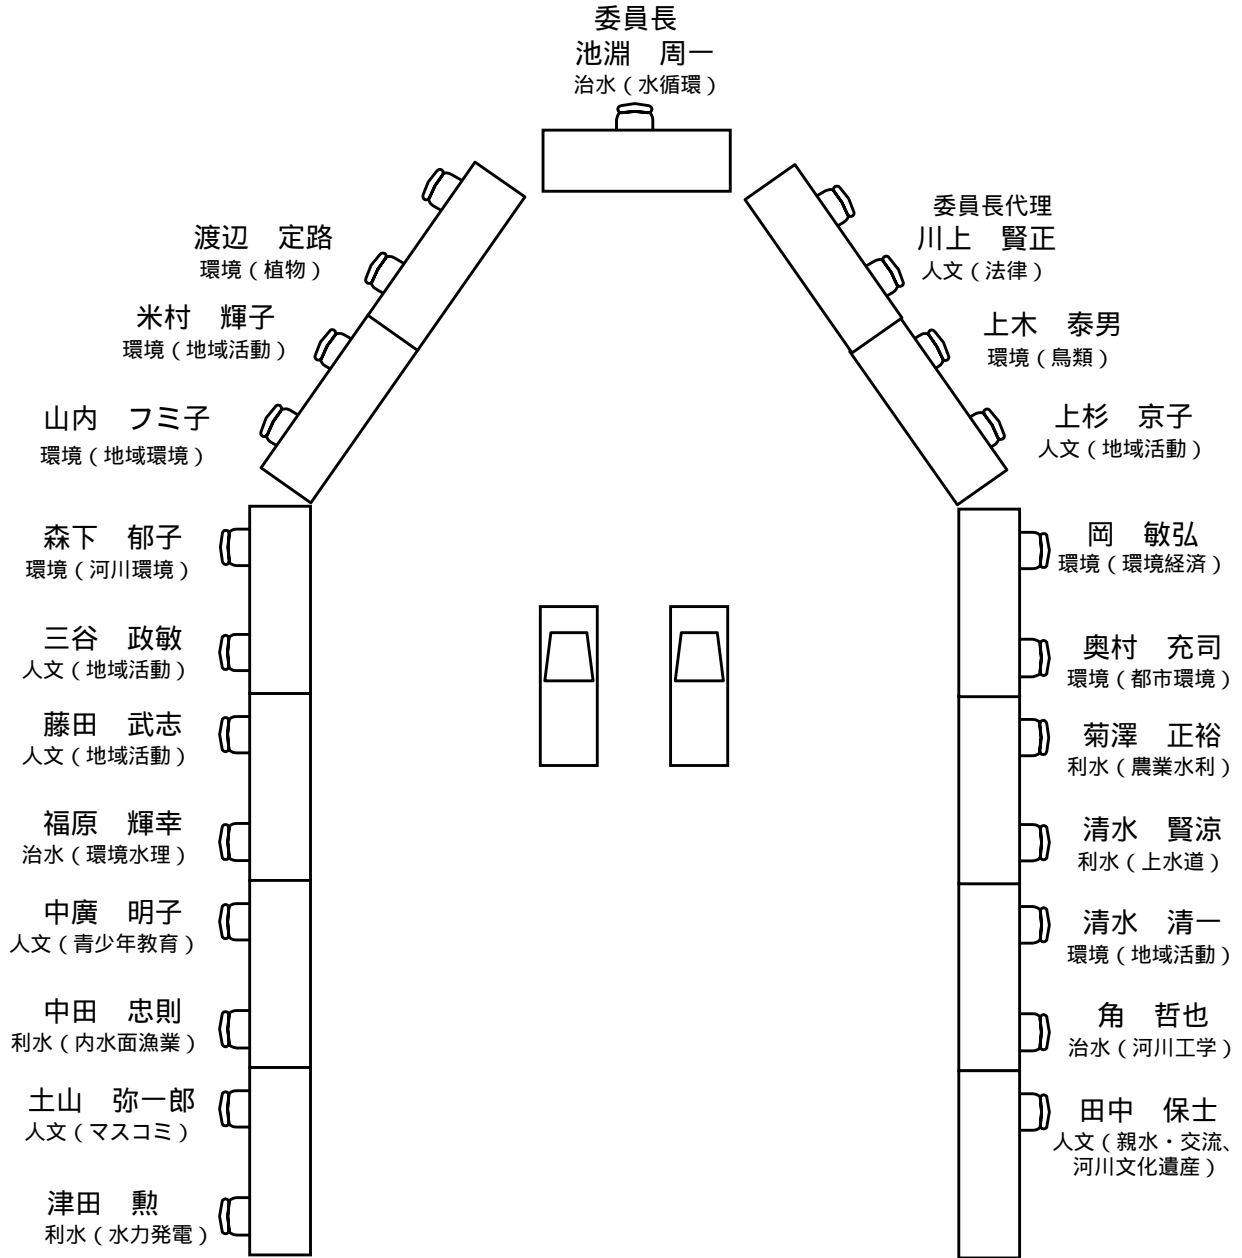 委員長
池淵　周一
治水（水循環）
渡辺　定路
環境（植物）
米村　輝子
環境（地域活動）
山内　フミ子
環境（地域環境）
森下　郁子
環境（河川環境）
三谷　政敏
人文（地域活動）
藤田　武志
人文（地域活動）
福原　輝幸
治水（環境水理）
中廣　明子
人文（青少年教育）
中田　忠則
利水（内水面漁業）
土山　弥一郎
人文（マスコミ）
津田　勲
利水（水力発電）
委員長代理
川上　賢正
人文（法律）
上木　泰男
環境（鳥類）
上杉　京子
人文（地域活動）
岡　敏弘
環境（環境経済）
奥村　充司
環境（都市環境）
菊澤　正裕
利水（農業水利）
清水　賢涼
利水（上水道）
清水　清一
環境（地域活動）
角　哲也
治水（河川工学）
田中　保士
人文（親水・交流、
河川文化遺産）